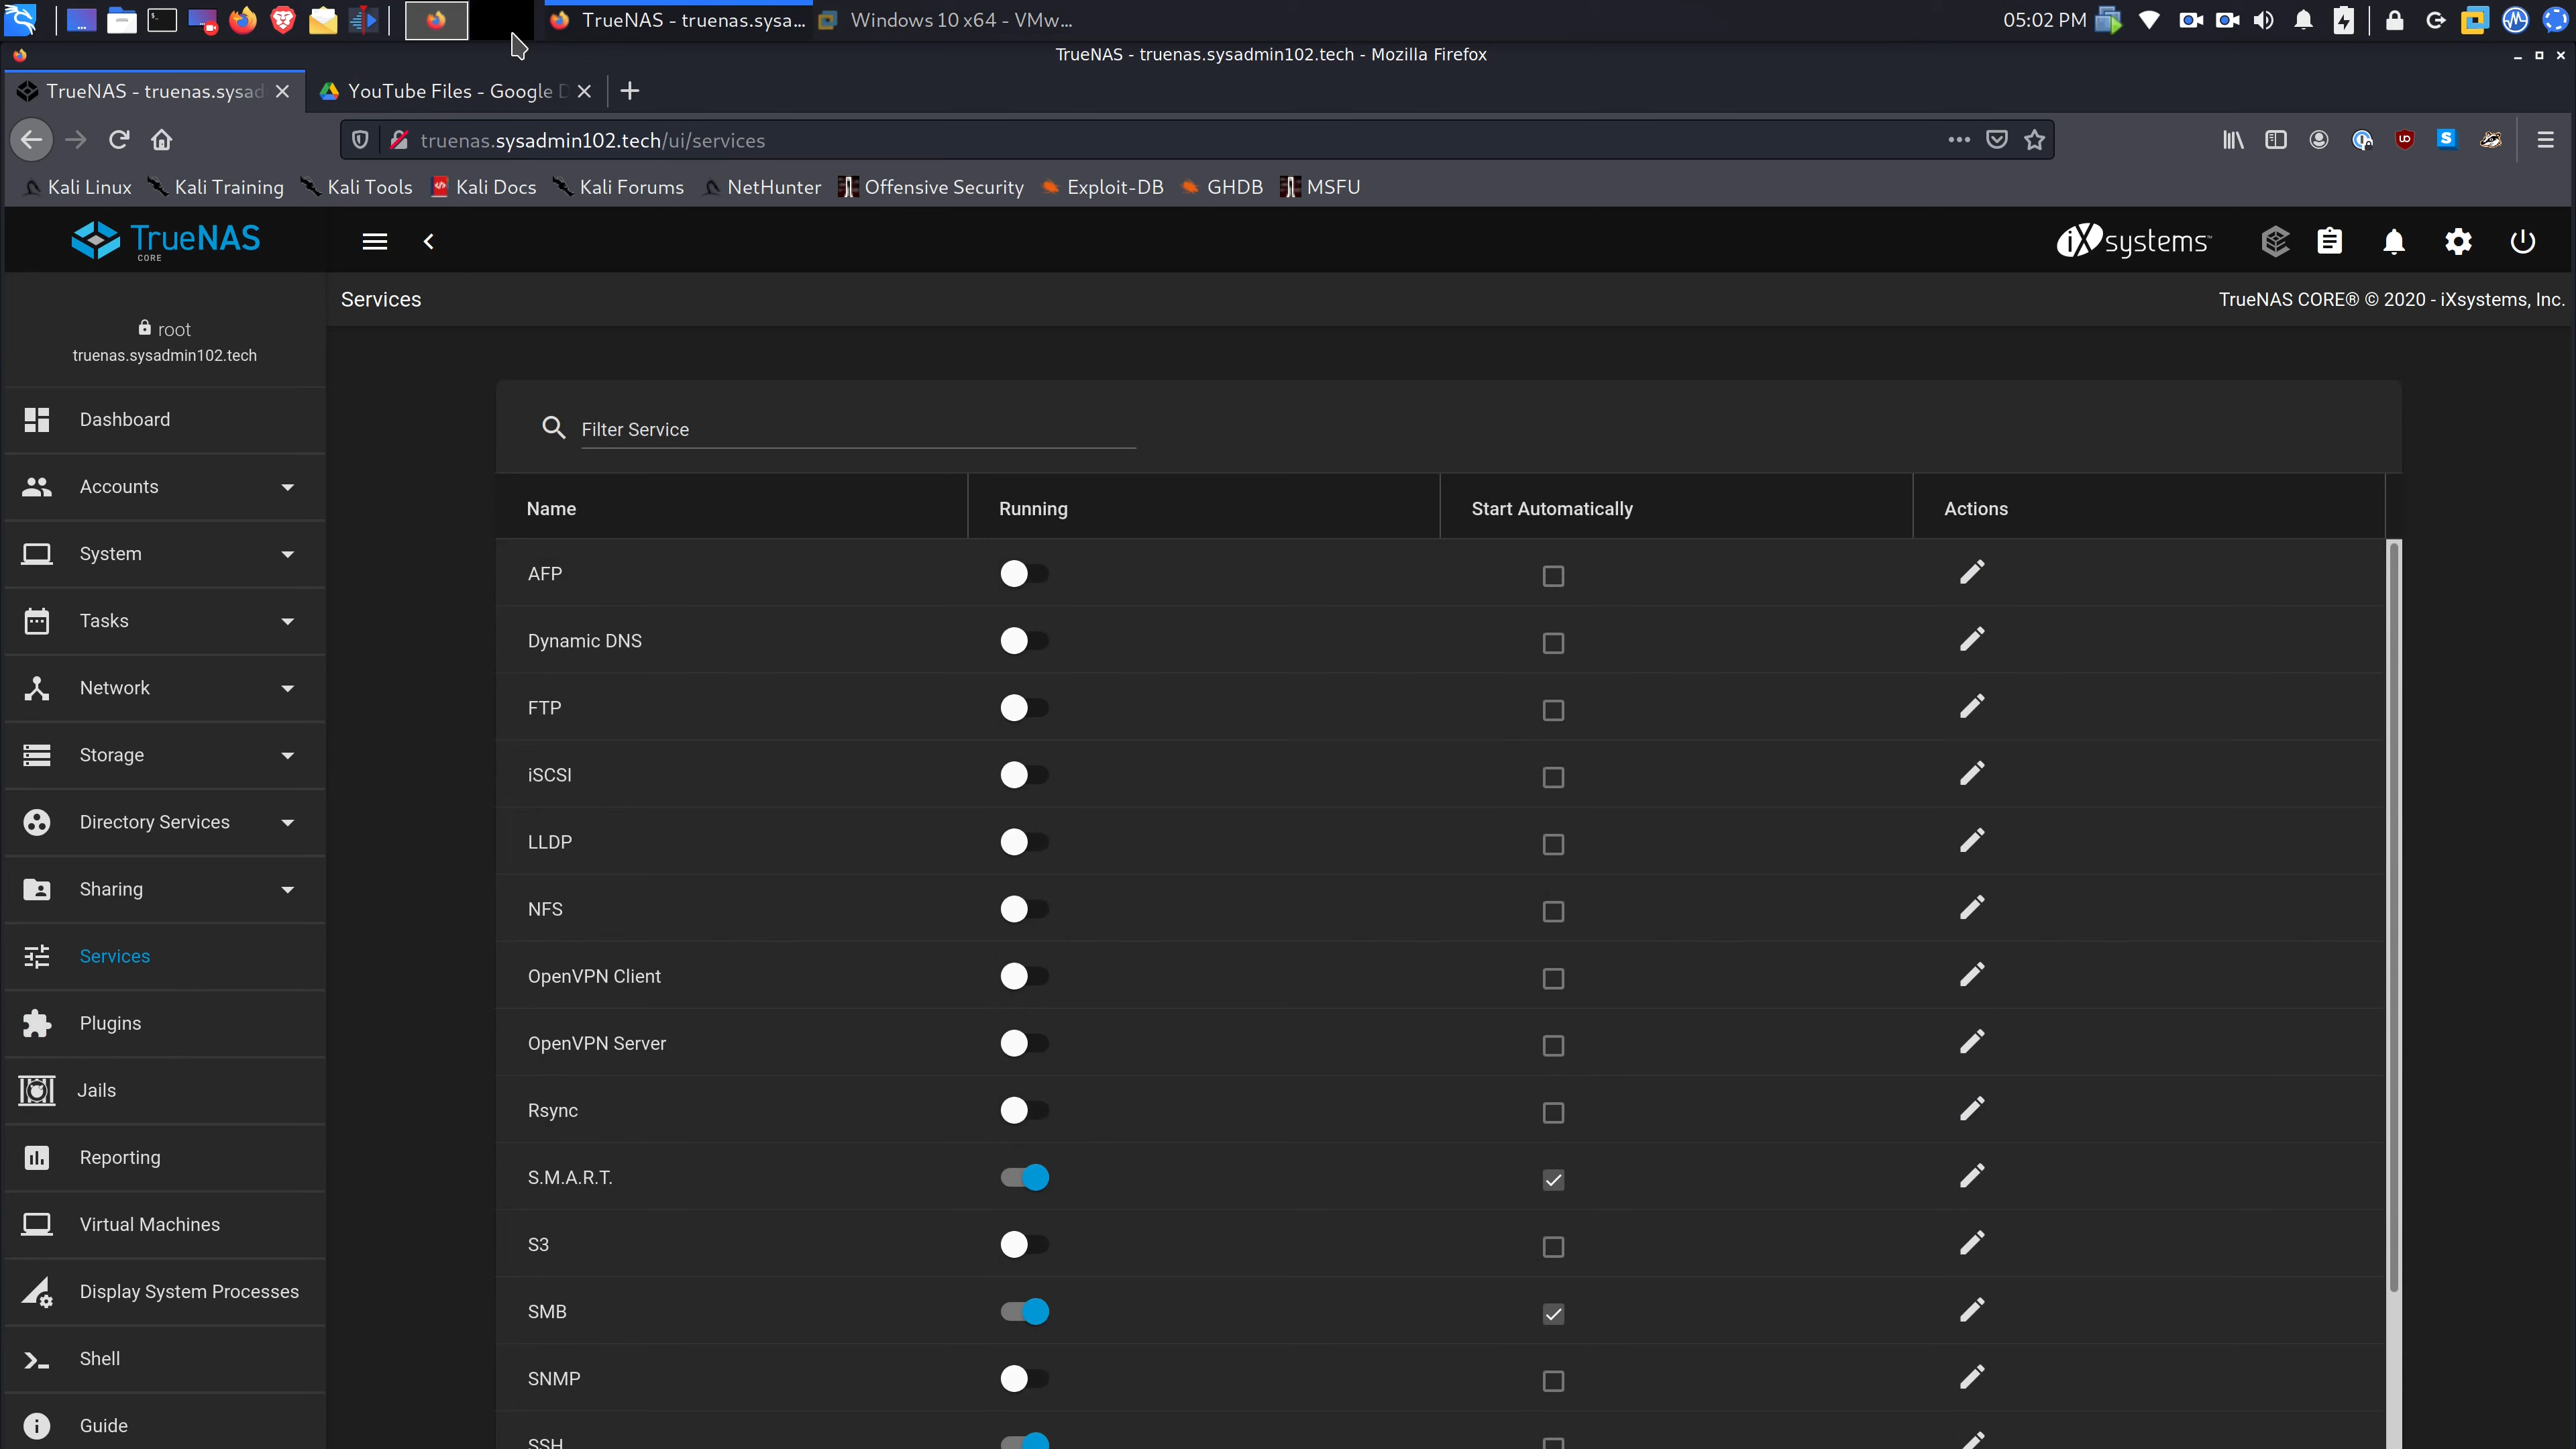 TrueNAS - truenas.sysa...
Windows 10 x64 - VMw...
05:02 PM
TrueNAS - truenas.sysadmin102.tech - Mozilla Firefox
TrueNAS - truenas.sysad
YouTube Files - Google D
truenas.sysadmin102.tech/ui/services
Kali Linux
Kali Training
Kali Tools
Kali Docs
Kali Forums
NetHunter
Offensive Security
Exploit-DB
GHDB
MSFU
TrueNAS
CORE
iXsystems™
Services
TrueNAS CORE® © 2020 - iXsystems, Inc.
root
truenas.sysadmin102.tech
Dashboard
Accounts
System
Tasks
Network
Storage
Directory Services
Sharing
Services
Plugins
Jails
Reporting
Virtual Machines
Display System Processes
Shell
Guide
Filter Service
Name Running Start Automatically Actions
AFP
Dynamic DNS
FTP
iSCSI
LLDP
NFS
OpenVPN Client
OpenVPN Server
Rsync
S.M.A.R.T.
S3
SMB
SNMP
SSH